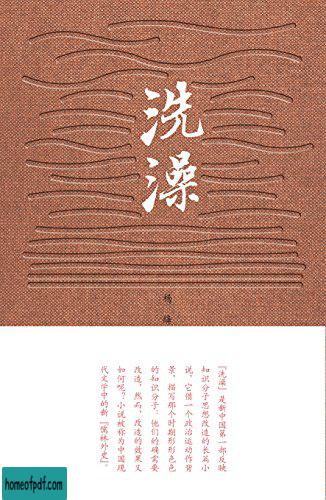 洗澡
楊
『洗澡』是新中国第一部反映
知识分子思想改造的长篇小
说，它借一个政治运动作背
景，描写那个时期形形色色
的知识分子。他们的确需要
改造，然而，改造的效果又
如何呢？小说被称为中国现
代文学中的新『儒林外史』。
homeofpdf.com